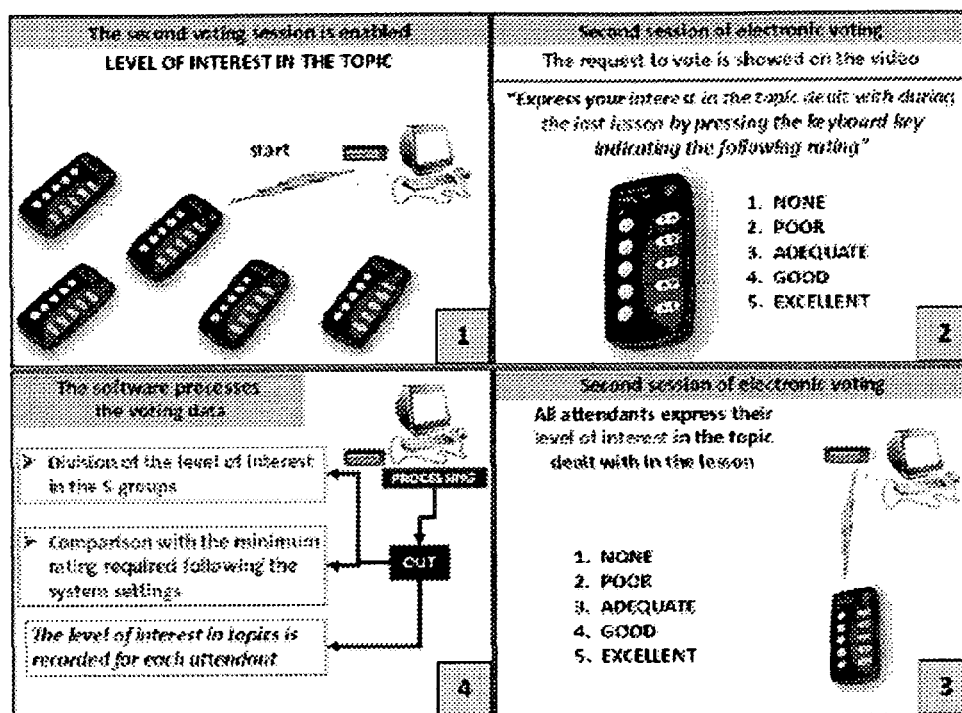 The second voting session is enabled
LEVEL OF INTEREST IN THE TOPIC
start
1
Second session of electronic voting
The request to vote is showed on the video
"Express your interest in the topic dealt with during
the last lesson by pressing the keyboard key
indicating the following rating"
1. NONE
2. POOR
3. ADEQUATE
4. GOOD
5. EXCELLENT
2
Second session of electronic voting
All attendants express their
level of interest in the topic
dealt with in the lesson
1. NONE
2. POOR
3. ADEQUATE
4. GOOD
5. EXCELLENT
3
The software processes
the voting data
PROCESSING
➤ Division of the level of interest
in the 5 groups
➤ Comparison with the minimum
rating required following the
system settings
OUT
The level of interest in topics is
recorded for each attendant
4